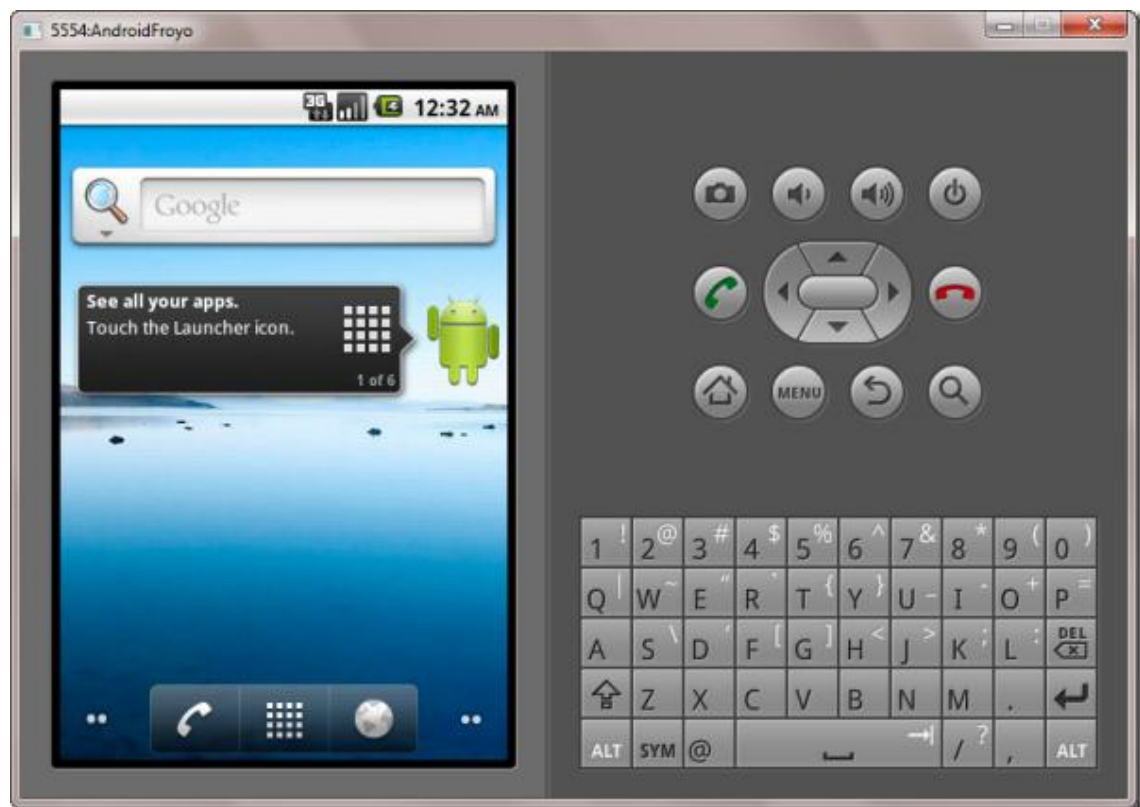 5554:AndroidFroyo
3G 12:32 AM
Google
See all your apps.
Touch the Launcher icon.
1 of 6
MENU
1 ! 2 @ 3 # 4 $ 5 % 6 ^ 7 & 8 * 9 ( 0 )
Q | W ~ E " R ` T { Y } U _ I - O + P =
A S \ D ' F [ G ] H < J > K ; L : DEL
Z X C V B N M .
ALT SYM @ / ? , ALT